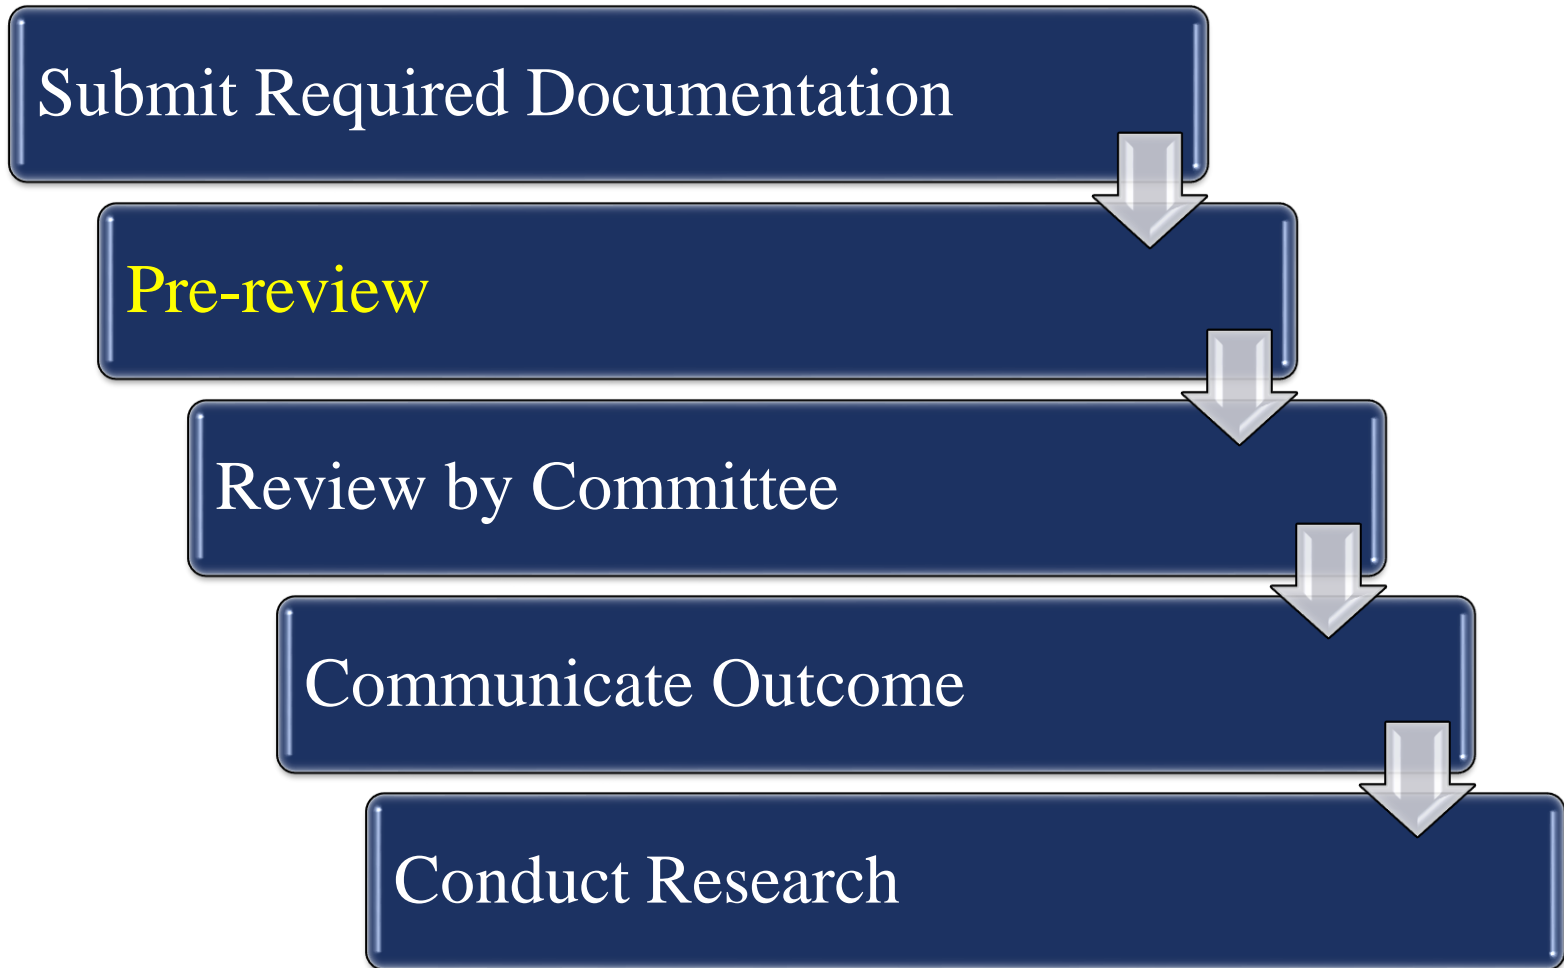 Submit Required Documentation
Pre-review
Review by Committee
Communicate Outcome
Conduct Research